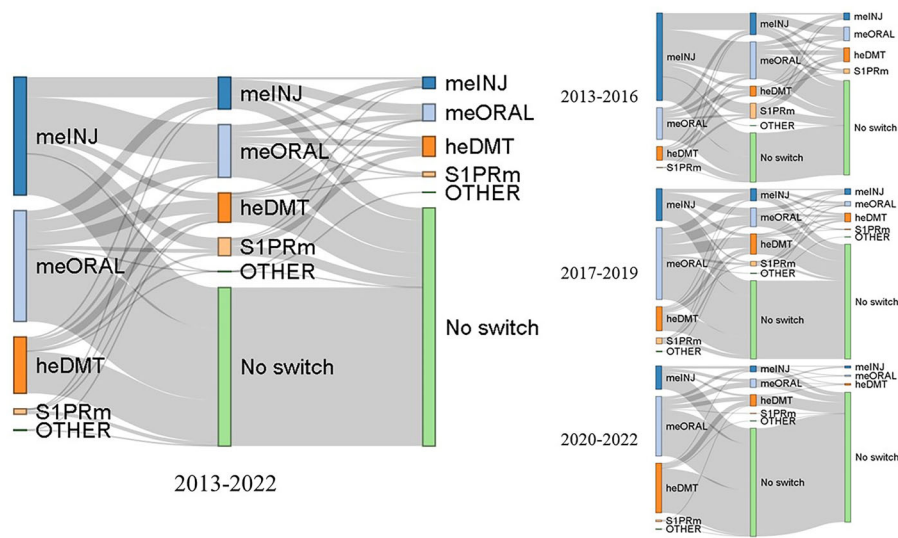 meINJ
meORAL
heDMT
S1PRm
OTHER
meINJ
meORAL
heDMT
S1PRm
OTHER
No switch
meINJ
meORAL
heDMT
S1PRm
OTHER
No switch
2013-2022
2013-2016
meINJ
meORAL
heDMT
S1PRm
meINJ
meORAL
heDMT
S1PRm
OTHER
No switch
meINJ
meORAL
heDMT
S1PRm
No switch
2017-2019
meINJ
meORAL
heDMT
S1PRm
OTHER
meINJ
meORAL
heDMT
S1PRm
OTHER
No switch
meINJ
meORAL
heDMT
S1PRm
OTHER
No switch
2020-2022
meINJ
meORAL
heDMT
S1PRm
OTHER
meINJ
meORAL
heDMT
S1PRm
OTHER
No switch
meINJ
meORAL
heDMT
No switch